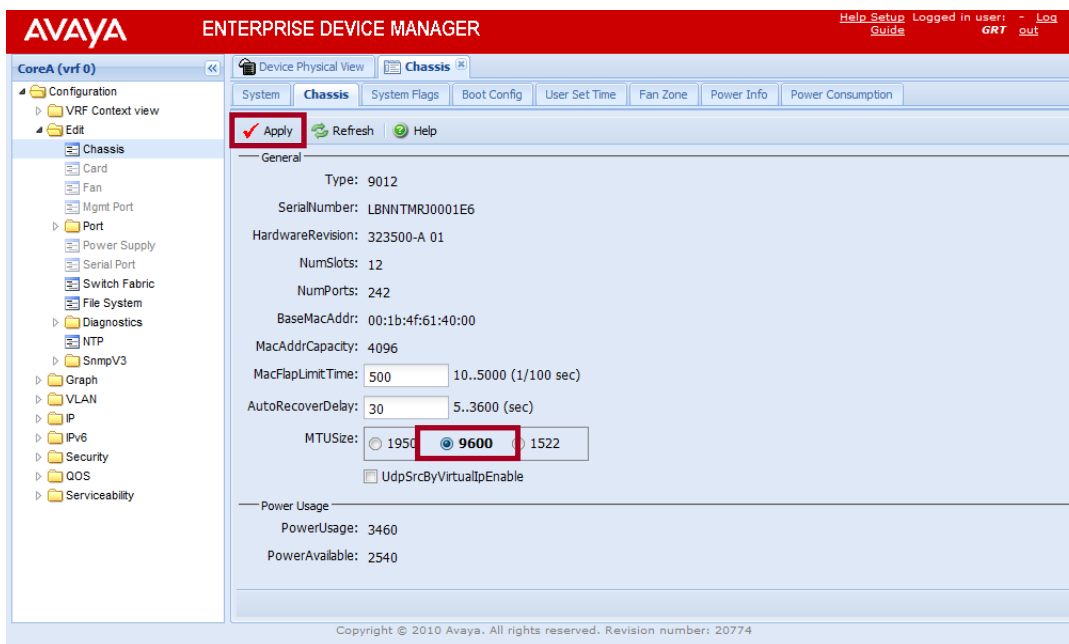 AVAYA
ENTERPRISE DEVICE MANAGER
Help Setup Guide
Logged in user: - GRT
Log out
CoreA (vrf 0)
Configuration
VRF Context view
Edit
Chassis
Card
Fan
Mgmt Port
Port
Power Supply
Serial Port
Switch Fabric
File System
Diagnostics
NTP
SnmpV3
Graph
VLAN
IP
IPv6
Security
QOS
Serviceability
Device Physical View
Chassis
System
Chassis
System Flags
Boot Config
User Set Time
Fan Zone
Power Info
Power Consumption
Apply
Refresh
Help
General
Type: 9012
SerialNumber: LBNNTMRJ0001E6
HardwareRevision: 323500-A 01
NumSlots: 12
NumPorts: 242
BaseMacAddr: 00:1b:4f:61:40:00
MacAddrCapacity: 4096
MacFlapLimitTime: 500 10..5000 (1/100 sec)
AutoRecoverDelay: 30 5..3600 (sec)
MTUSize: 1950 9600 1522
UdpSrcByVirtualIpEnable
Power Usage
PowerUsage: 3460
PowerAvailable: 2540
Copyright © 2010 Avaya. All rights reserved. Revision number: 20774